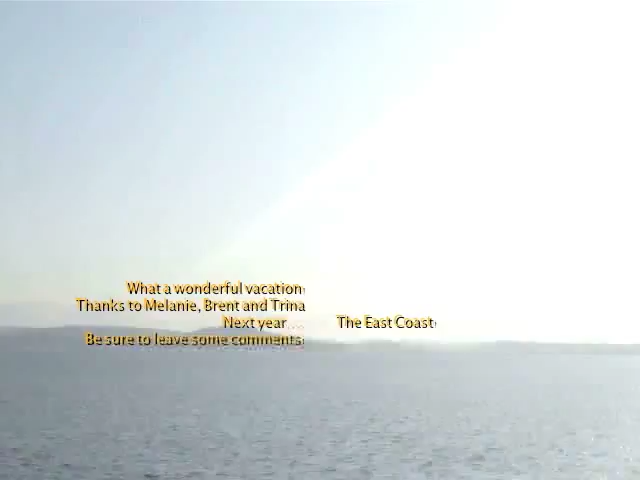 What a wonderful vacation!
Thanks to Melanie, Brent and Trina
Next year.... The East Coast!
Be sure to leave some comments!